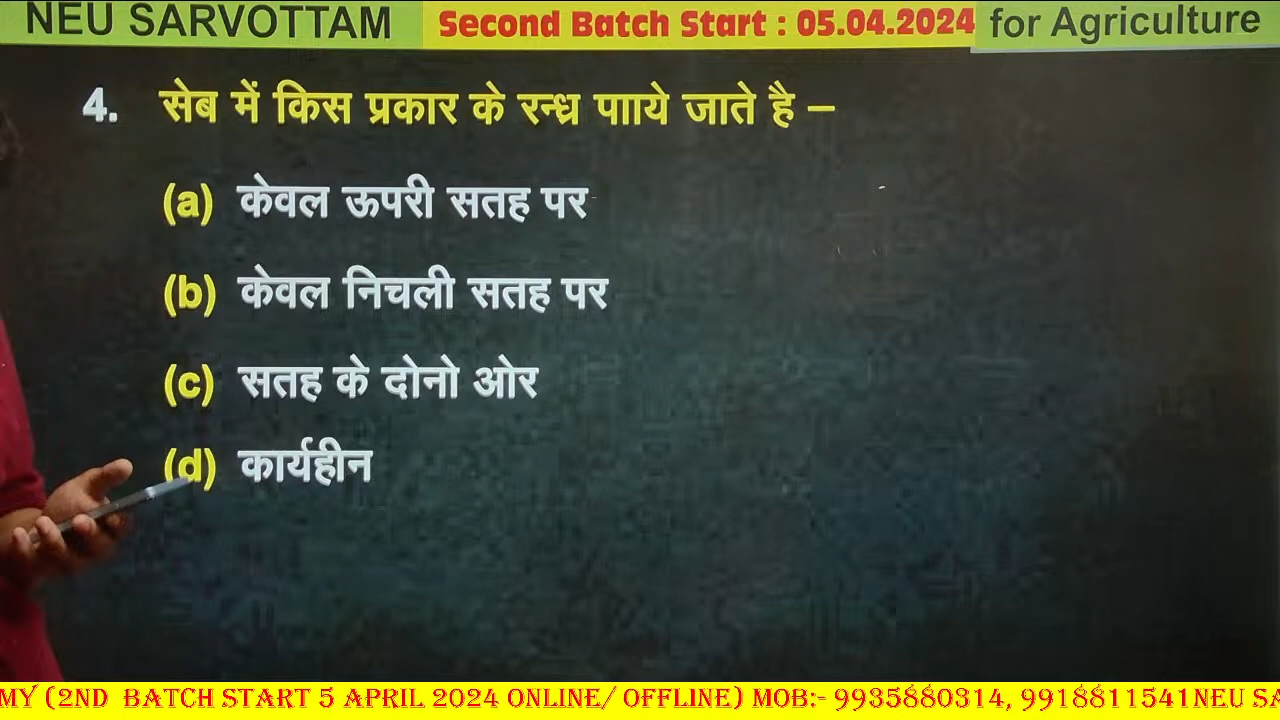 NEU SARVOTTAM Second Batch Start : 05.04.2024 for Agriculture
4. सेब में किस प्रकार के रन्ध्र पााये जाते है –
(a) केवल ऊपरी सतह पर
(b) केवल निचली सतह पर
(c) सतह के दोनो ओर
(d) कार्यहीन
MY (2ND BATCH START 5 APRIL 2024 ONLINE/ OFFLINE) MOB:- 9935880314, 9918811541NEU SA